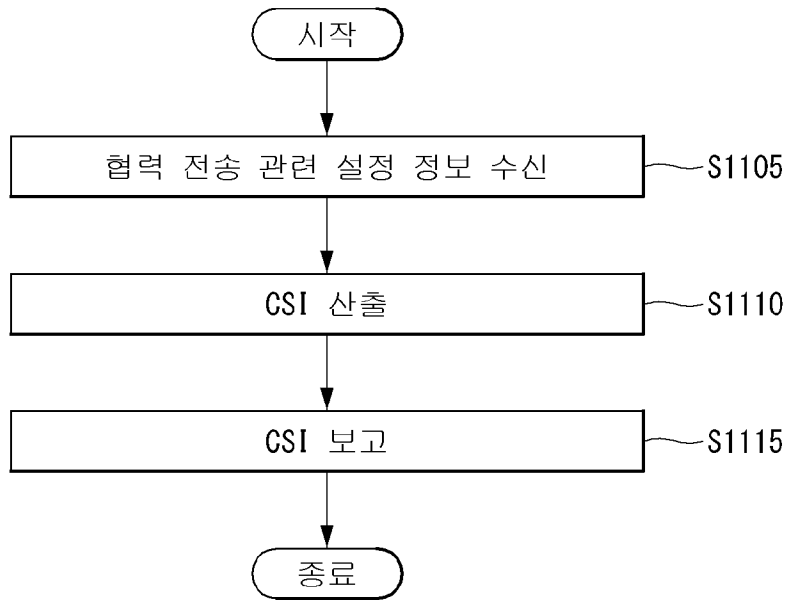 시작
협력 전송 관련 설정 정보 수신
S1105
CSI 산출
S1110
CSI 보고
S1115
종료